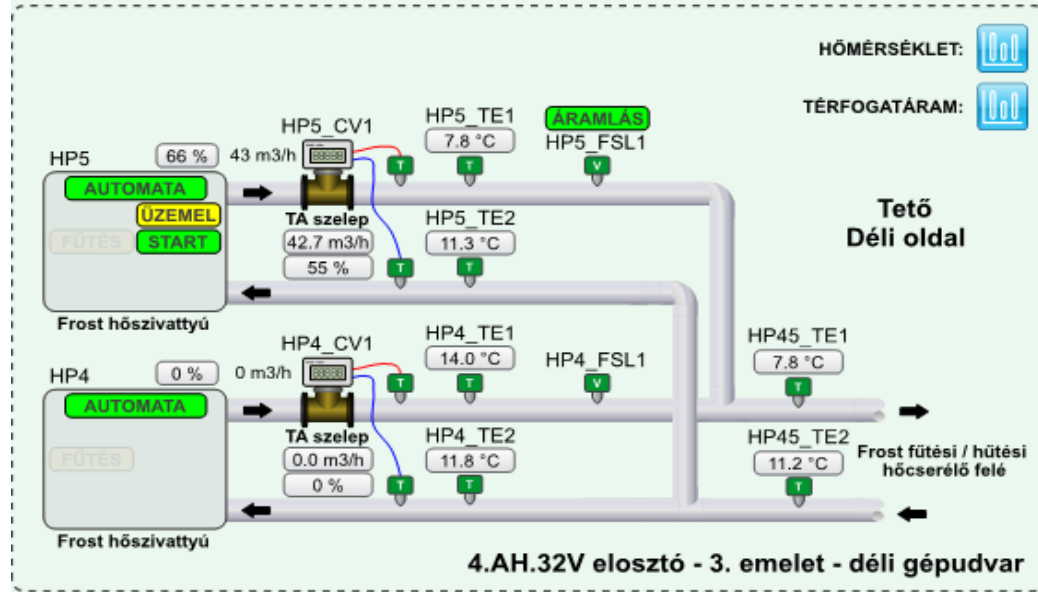 HŐMÉRSÉKLET:
TÉRFOGATÁRAM:
HP5_CV1
HP5_TE1
ÁRAMLÁS
7.8 °C
HP5_FSL1
HP5
66 %
43 m3/h
T
T
V
AUTOMATA
ÜZEMEL
FŰTÉS
START
TA szelep
42.7 m3/h
55 %
HP5_TE2
11.3 °C
T
T
Tető
Déli oldal
Frost hőszivattyú
HP4_CV1
HP4_TE1
14.0 °C
HP4_FSL1
HP45_TE1
7.8 °C
HP4
0 %
0 m3/h
T
T
V
T
AUTOMATA
FŰTÉS
TA szelep
0.0 m3/h
0 %
HP4_TE2
11.8 °C
T
T
HP45_TE2
11.2 °C
T
Frost fűtési / hűtési
hőcserélő felé
Frost hőszivattyú
4.AH.32V elosztó - 3. emelet - déli gépudvar